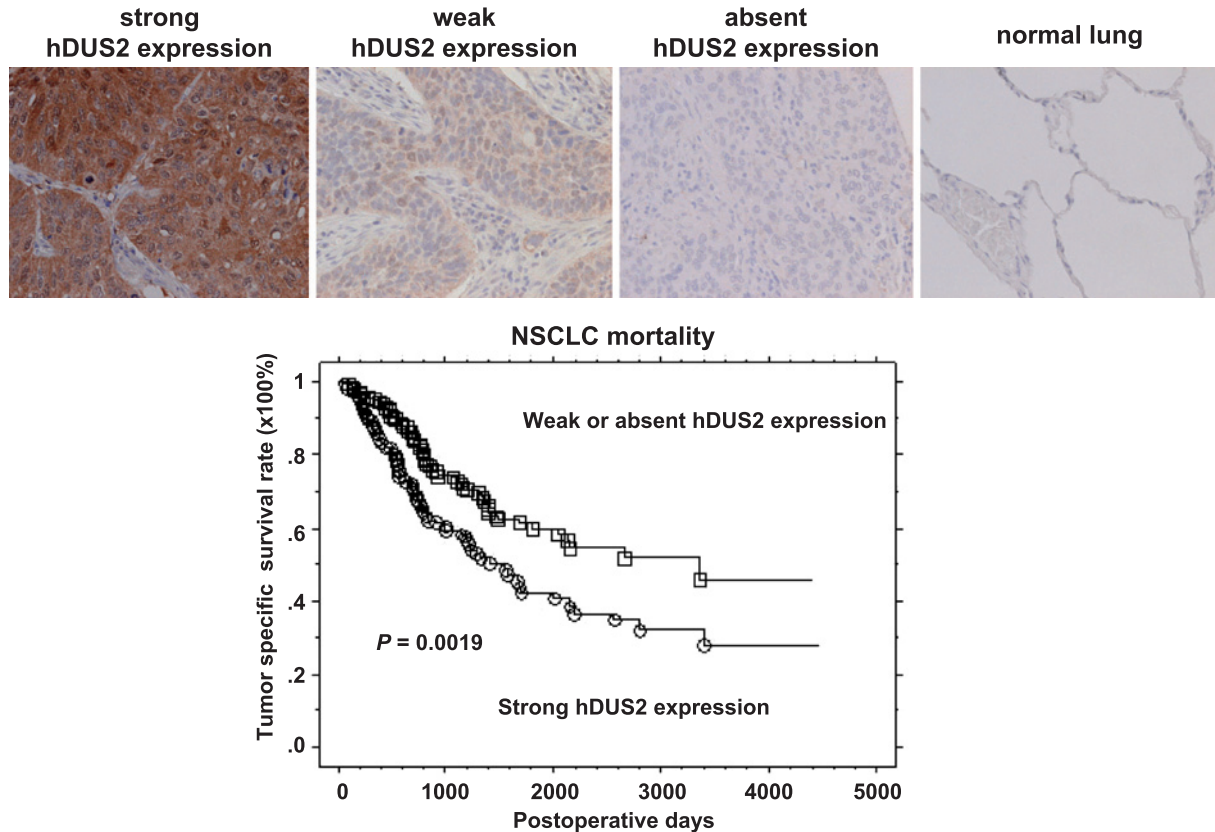 strong
hDUS2 expression
weak
hDUS2 expression
absent
hDUS2 expression
normal lung
NSCLC mortality
Tumor specific survival rate (x100%)
1
.8
.6
.4
.2
.0
Weak or absent hDUS2 expression
P = 0.0019
Strong hDUS2 expression
0 1000 2000 3000 4000 5000
Postoperative days